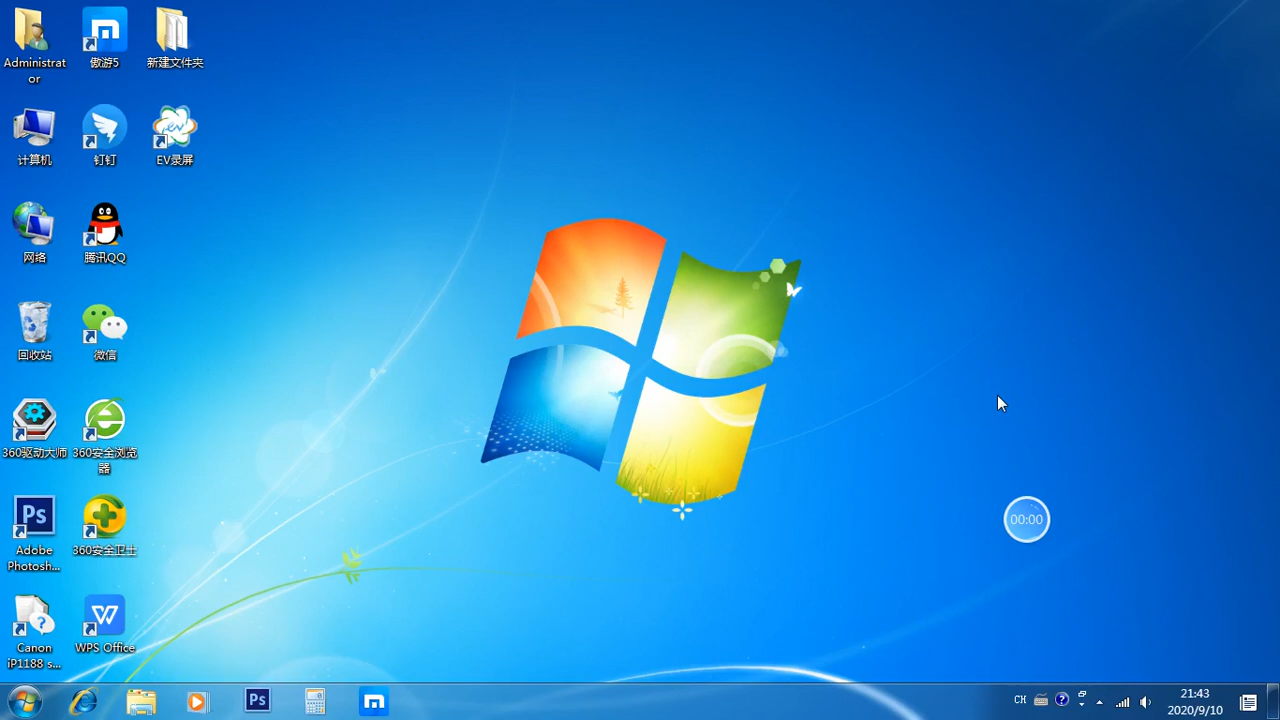 Administrat
or
傲游5
新建文件夹
计算机
钉钉
ev
EV录屏
网络
腾讯QQ
回收站
微信
360驱动大师
360安全浏览
器
Ps
Adobe
Photosh...
360安全卫士
Canon
iP1188 s...
WPS Office
00:00
Ps
CH
21:43
2020/9/10